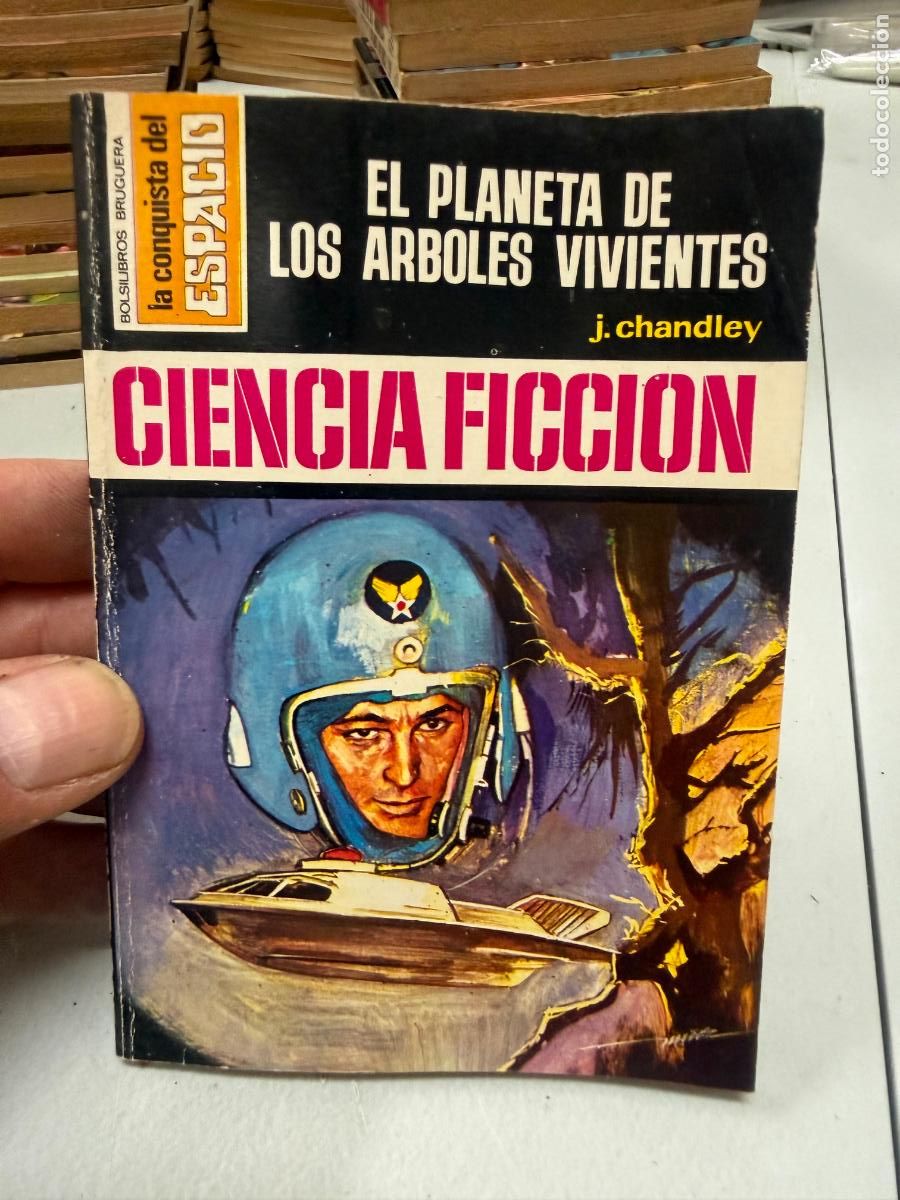 BOLSILIBROS BRUGUERA
la conquista del
ESPACIO
EL PLANETA DE
LOS ARBOLES VIVIENTES
j. chandley
CIENCIA FICCION
todocoleccion